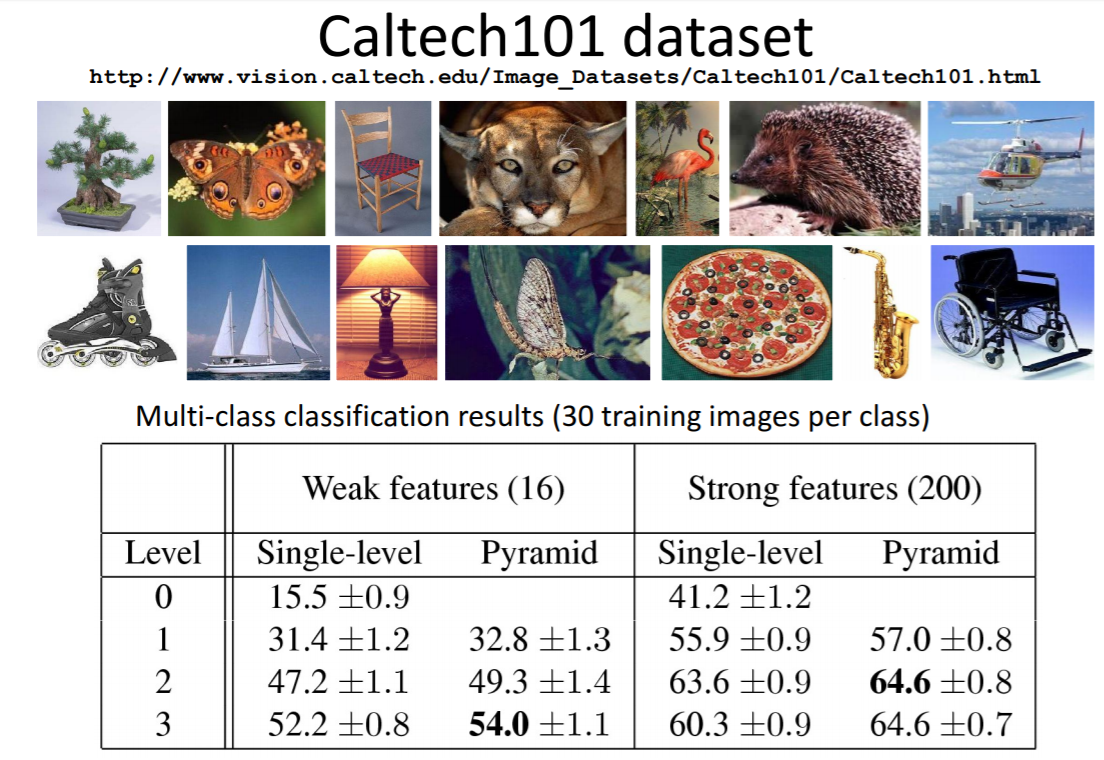 Caltech101 dataset
http://www.vision.caltech.edu/Image_Datasets/Caltech101/Caltech101.html
Multi-class classification results (30 training images per class)
Weak features (16) Strong features (200)
Level Single-level Pyramid Single-level Pyramid
0 15.5 ±0.9 41.2 ±1.2
1 31.4 ±1.2 32.8 ±1.3 55.9 ±0.9 57.0 ±0.8
2 47.2 ±1.1 49.3 ±1.4 63.6 ±0.9 64.6 ±0.8
3 52.2 ±0.8 54.0 ±1.1 60.3 ±0.9 64.6 ±0.7